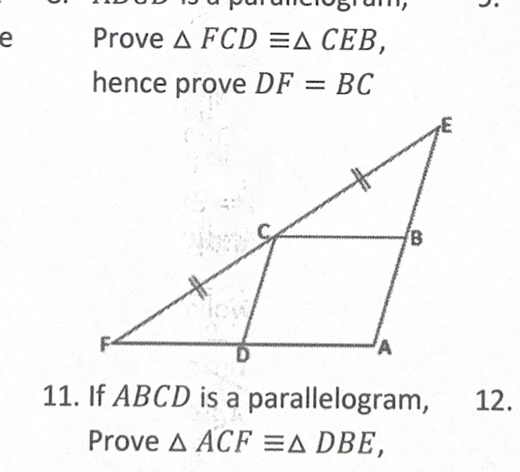 e
Prove △ FCD ≡△ CEB,
hence prove DF = BC
E
C
B
F
D
A
11. If ABCD is a parallelogram,
12.
Prove △ ACF ≡△ DBE,